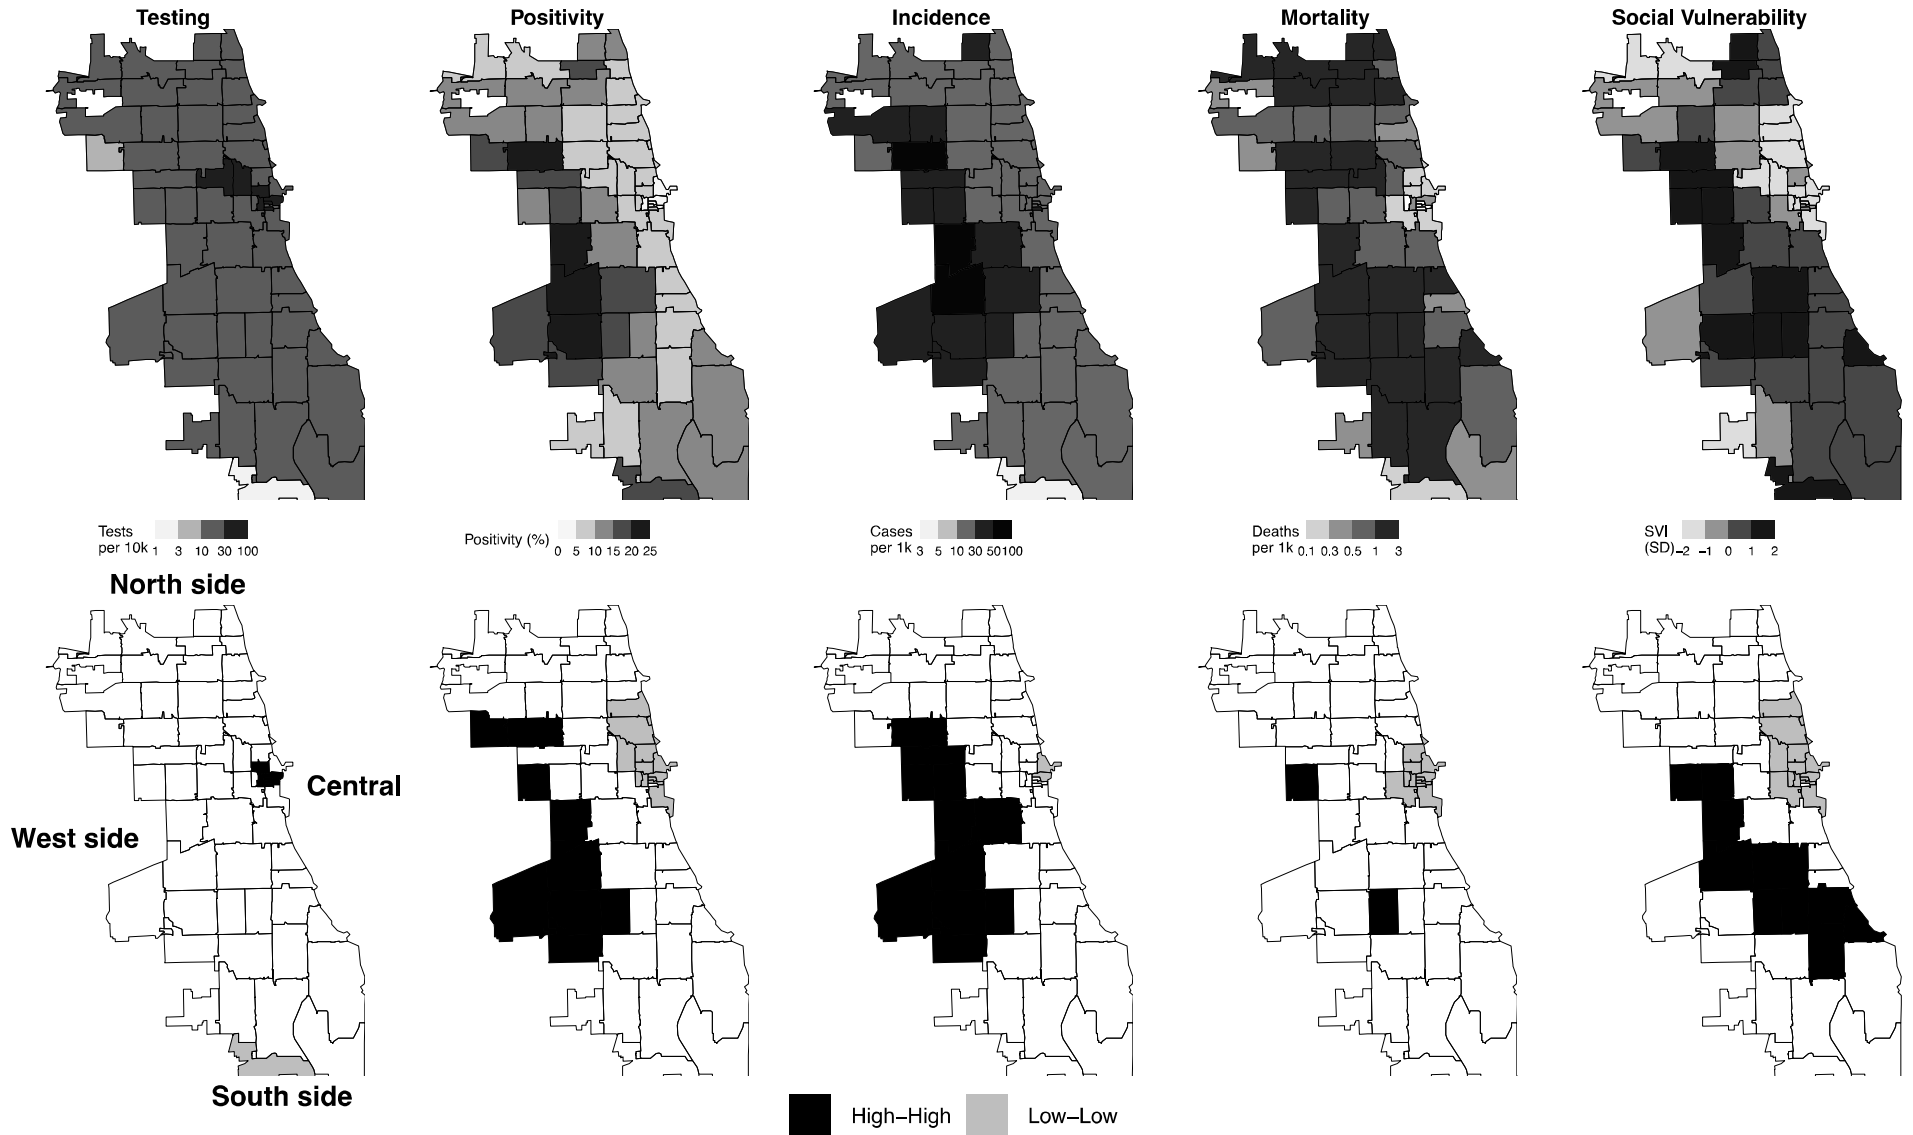 Testing
Positivity
Incidence
Mortality
Social Vulnerability
Tests
per 10k
1 3 10 30 100
Positivity (%)
0 5 10 15 20 25
Cases
per 1k
3 5 10 30 50 100
Deaths
per 1k
0.1 0.3 0.5 1 3
SVI
(SD)
−2 −1 0 1 2
North side
Central
West side
South side
High−High
Low−Low